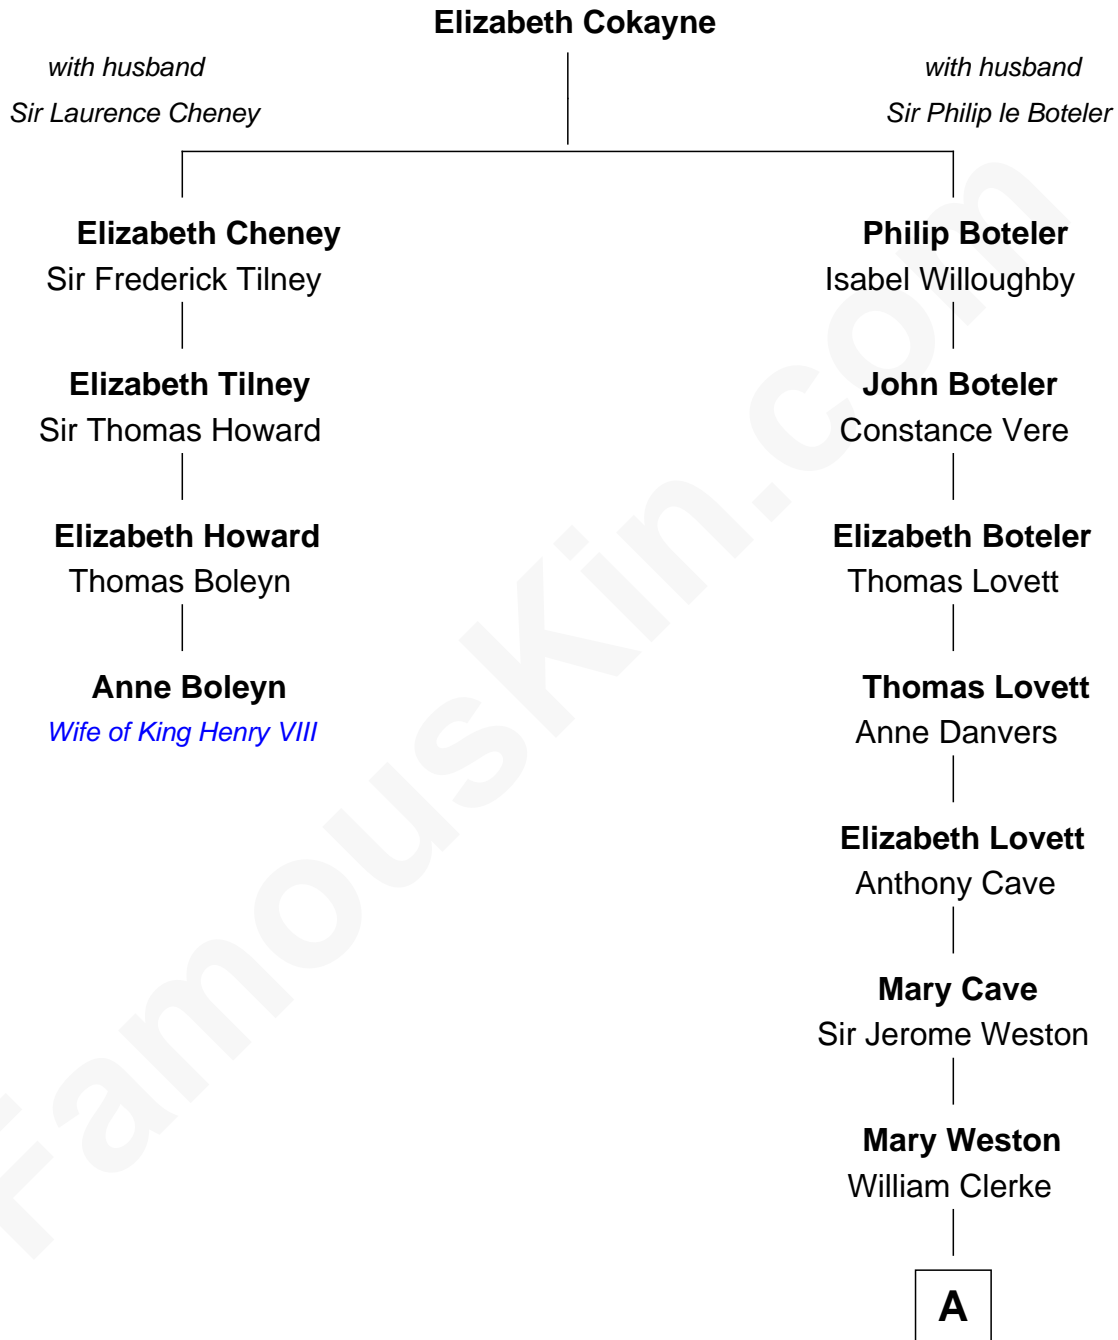 Elizabeth Cokayne
with husband
Sir Laurence Cheney
with husband
Sir Philip le Boteler
Elizabeth Cheney
Sir Frederick Tilney
Elizabeth Tilney
Sir Thomas Howard
Elizabeth Howard
Thomas Boleyn
Anne Boleyn
Wife of King Henry VIII
Philip Boteler
Isabel Willoughby
John Boteler
Constance Vere
Elizabeth Boteler
Thomas Lovett
Thomas Lovett
Anne Danvers
Elizabeth Lovett
Anthony Cave
Mary Cave
Sir Jerome Weston
Mary Weston
William Clerke
A
FamousKin.com